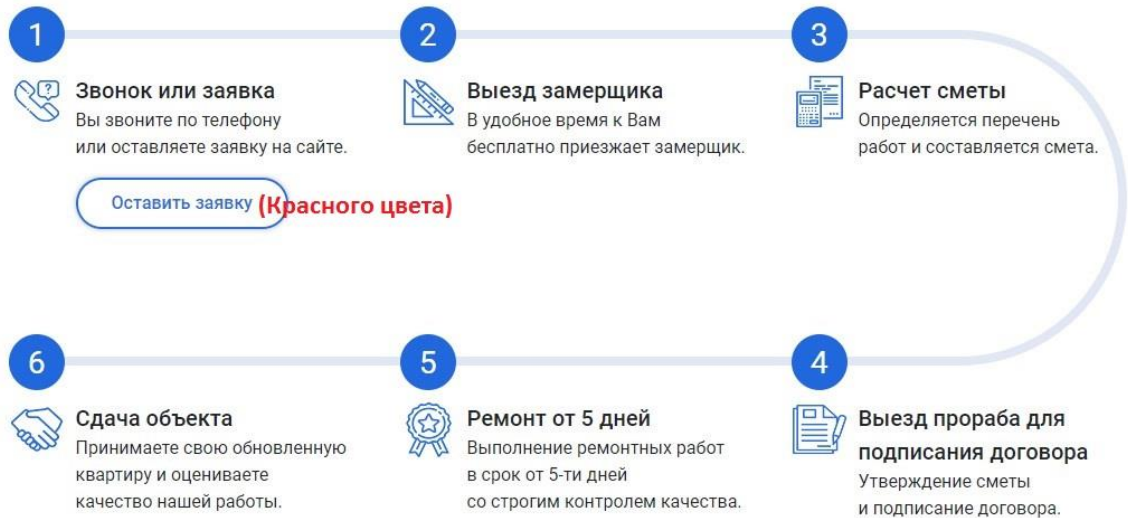 1
Звонок или заявка
Вы звоните по телефону
или оставляете заявку на сайте.
Оставить заявку (Красного цвета)
2
Выезд замерщика
В удобное время к Вам
бесплатно приезжает замерщик.
3
Расчет сметы
Определяется перечень
работ и составляется смета.
4
Выезд прораба для
подписания договора
Утверждение сметы
и подписание договора.
5
Ремонт от 5 дней
Выполнение ремонтных работ
в срок от 5-ти дней
со строгим контролем качества.
6
Сдача объекта
Принимаете свою обновленную
квартиру и оцениваете
качество нашей работы.